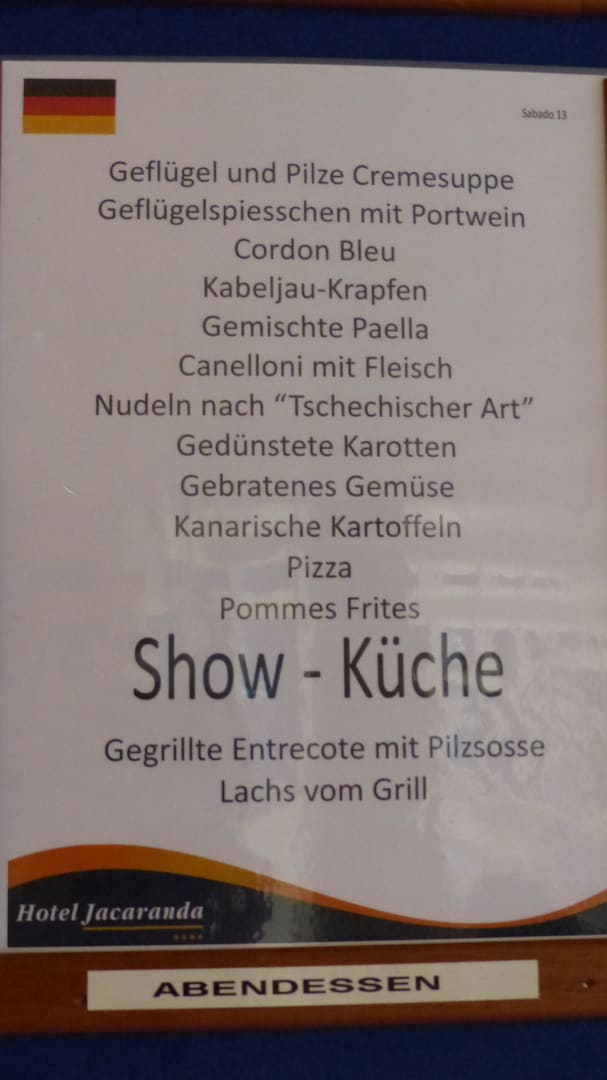 Sabado 13
Geflügel und Pilze Cremesuppe
Geflügelspiesschen mit Portwein
Cordon Bleu
Kabeljau-Krapfen
Gemischte Paella
Canelloni mit Fleisch
Nudeln nach “Tschechischer Art”
Gedünstete Karotten
Gebratenes Gemüse
Kanarische Kartoffeln
Pizza
Pommes Frites
Show - Küche
Gegrillte Entrecote mit Pilzsosse
Lachs vom Grill
Hotel Jacaranda
ABENDESSEN